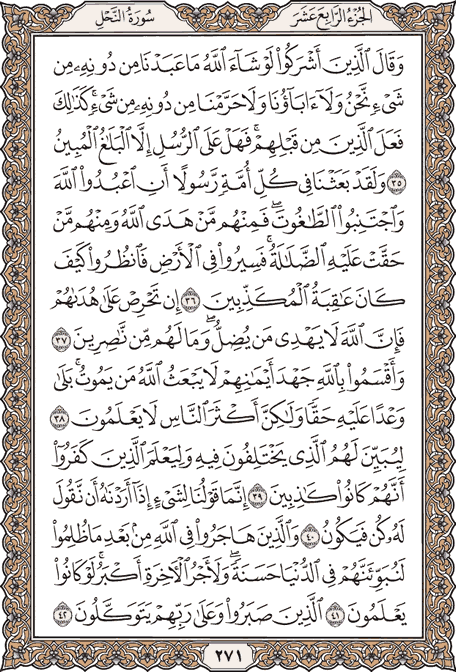 الجزء الرابع عشر
سورة النحل
وَقَالَ ٱلَّذِينَ أَشْرَكُوا۟ لَوْ شَآءَ ٱللَّهُ مَا عَبَدْنَا مِن دُونِهِۦ مِن
شَىْءٍ نَّحْنُ وَلَآ ءَابَآؤُنَا وَلَا حَرَّمْنَا مِن دُونِهِۦ مِن شَىْءٍ ۚ كَذَٰلِكَ
فَعَلَ ٱلَّذِينَ مِن قَبْلِهِمْ ۚ فَهَلْ عَلَى ٱلرُّسُلِ إِلَّا ٱلْبَلَٰغُ ٱلْمُبِينُ
٣٥ وَلَقَدْ بَعَثْنَا فِى كُلِّ أُمَّةٍ رَّسُولًا أَنِ ٱعْبُدُوا۟ ٱللَّهَ
وَٱجْتَنِبُوا۟ ٱلطَّٰغُوتَ ۖ فَمِنْهُم مَّنْ هَدَى ٱللَّهُ وَمِنْهُم مَّنْ
حَقَّتْ عَلَيْهِ ٱلضَّلَٰلَةُ ۚ فَسِيرُوا۟ فِى ٱلْأَرْضِ فَٱنظُرُوا۟ كَيْفَ
كَانَ عَٰقِبَةُ ٱلْمُكَذِّبِينَ ٣٦ إِن تَحْرِصْ عَلَىٰ هُدَىٰهُمْ
فَإِنَّ ٱللَّهَ لَا يَهْدِى مَن يُضِلُّ ۖ وَمَا لَهُم مِّن نَّٰصِرِينَ ٣٧
وَأَقْسَمُوا۟ بِٱللَّهِ جَهْدَ أَيْمَٰنِهِمْ ۙ لَا يَبْعَثُ ٱللَّهُ مَن يَمُوتُ ۚ بَلَىٰ
وَعْدًا عَلَيْهِ حَقًّا وَلَٰكِنَّ أَكْثَرَ ٱلنَّاسِ لَا يَعْلَمُونَ ٣٨
لِيُبَيِّنَ لَهُمُ ٱلَّذِى يَخْتَلِفُونَ فِيهِ وَلِيَعْلَمَ ٱلَّذِينَ كَفَرُوٓا۟
أَنَّهُمْ كَانُوا۟ كَٰذِبِينَ ٣٩ إِنَّمَا قَوْلُنَا لِشَىْءٍ إِذَآ أَرَدْنَٰهُ أَن نَّقُولَ
لَهُۥ كُن فَيَكُونُ ٤٠ وَٱلَّذِينَ هَاجَرُوا۟ فِى ٱللَّهِ مِنۢ بَعْدِ مَا ظُلِمُوا۟
لَنُبَوِّئَنَّهُمْ فِى ٱلدُّنْيَا حَسَنَةً ۖ وَلَأَجْرُ ٱلْءَاخِرَةِ أَكْبَرُ ۚ لَوْ كَانُوا۟
يَعْلَمُونَ ٤١ ٱلَّذِينَ صَبَرُوا۟ وَعَلَىٰ رَبِّهِمْ يَتَوَكَّلُونَ ٤٢
٢٧١